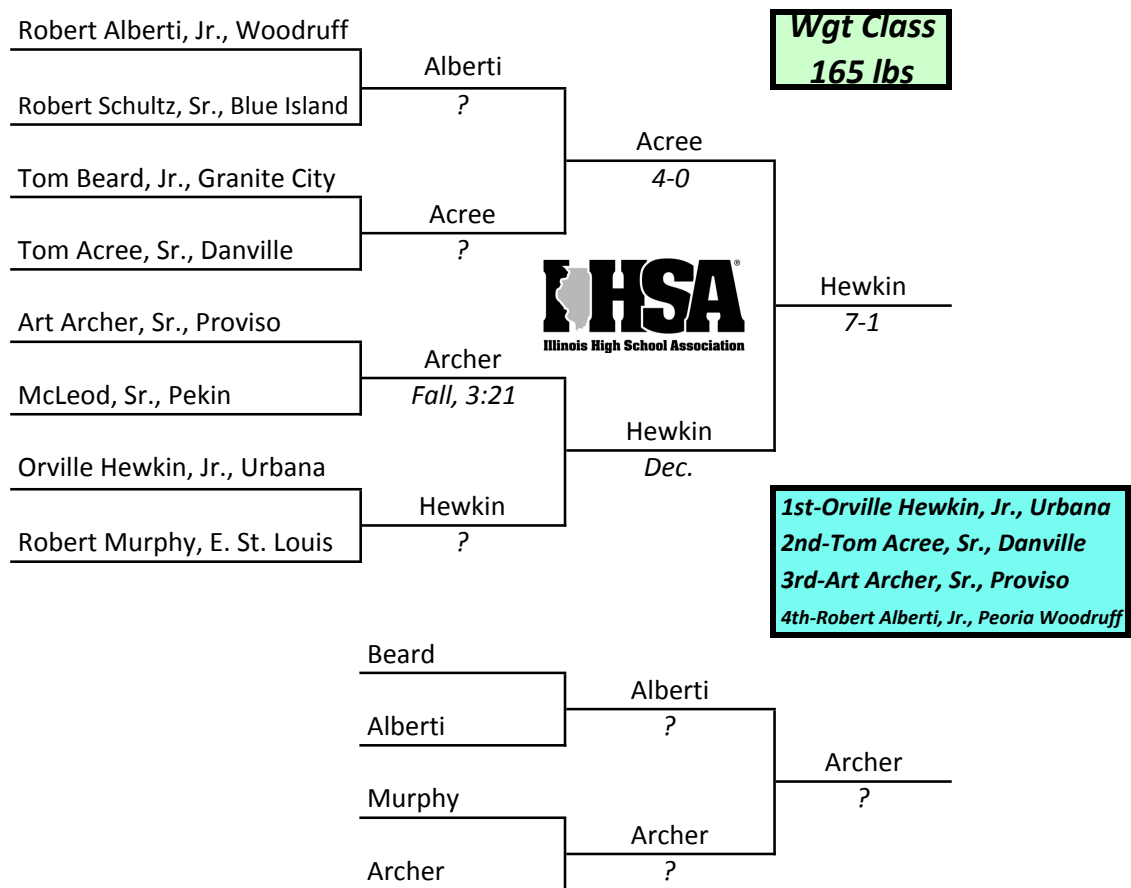 Robert Alberti, Jr., Woodruff
Wgt Class
165 lbs
Alberti
?
Robert Schultz, Sr., Blue Island
Acree
4-0
Tom Beard, Jr., Granite City
Acree
?
Tom Acree, Sr., Danville
IHSA®
Illinois High School Association
Hewkin
7-1
Art Archer, Sr., Proviso
Archer
Fall, 3:21
McLeod, Sr., Pekin
Hewkin
Dec.
Orville Hewkin, Jr., Urbana
Hewkin
?
Robert Murphy, E. St. Louis
1st-Orville Hewkin, Jr., Urbana
2nd-Tom Acree, Sr., Danville
3rd-Art Archer, Sr., Proviso
4th-Robert Alberti, Jr., Peoria Woodruff
Beard
Alberti
?
Alberti
Archer
?
Murphy
Archer
?
Archer